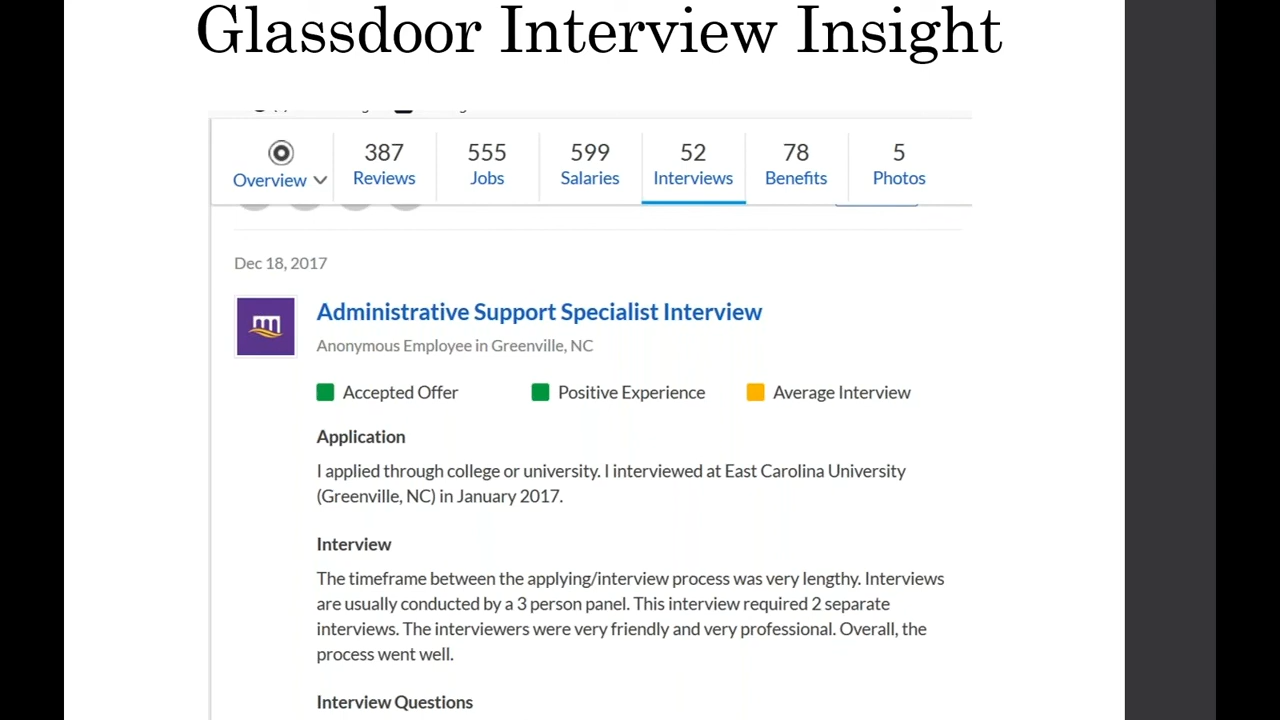 Glassdoor Interview Insight
387 555 599 52 78 5
Overview Reviews Jobs Salaries Interviews Benefits Photos
Dec 18, 2017
Administrative Support Specialist Interview
Anonymous Employee in Greenville, NC
Accepted Offer Positive Experience Average Interview
Application
I applied through college or university. I interviewed at East Carolina University
(Greenville, NC) in January 2017.
Interview
The timeframe between the applying/interview process was very lengthy. Interviews
are usually conducted by a 3 person panel. This interview required 2 separate
interviews. The interviewers were very friendly and very professional. Overall, the
process went well.
Interview Questions